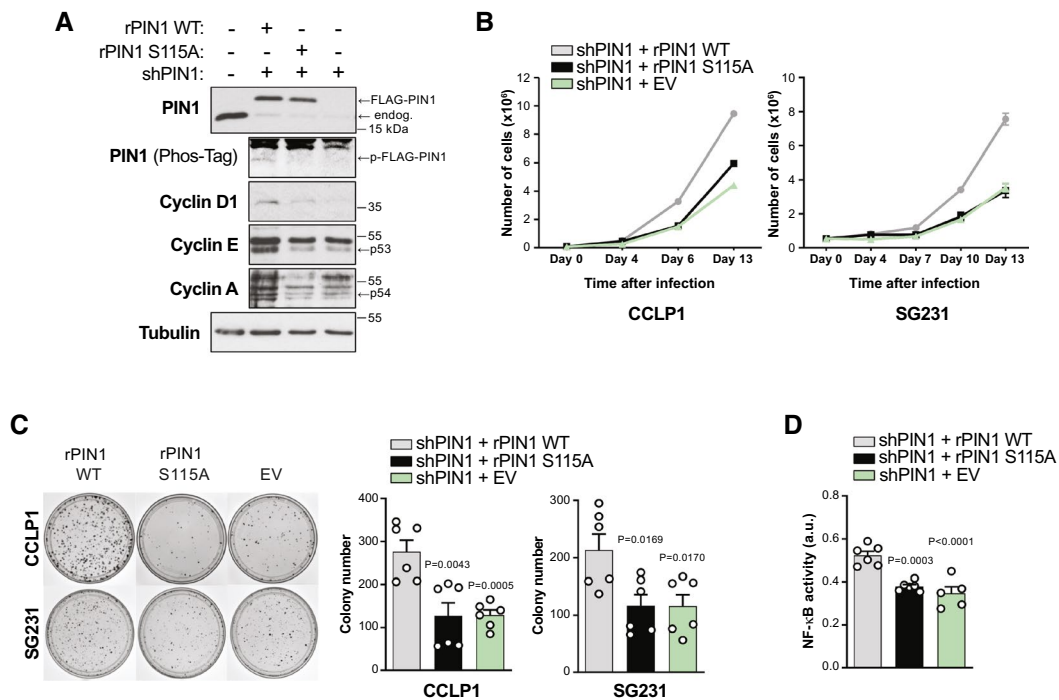 A
rPIN1 WT: - + - -
rPIN1 S115A: - - + -
shPIN1: - + + +
PIN1
←FLAG-PIN1
← endog.
15 kDa
PIN1 (Phos-Tag)
←p-FLAG-PIN1
Cyclin D1
35
Cyclin E
55
←p53
Cyclin A
55
←p54
Tubulin
55
B
shPIN1 + rPIN1 WT
shPIN1 + rPIN1 S115A
shPIN1 + EV
Number of cells (x10⁶)
12
10
8
6
4
2
0
Day 0 Day 4 Day 6 Day 13
Time after infection
CCLP1
Number of cells (x10⁶)
10
8
6
4
2
0
Day 0 Day 4 Day 7 Day 10 Day 13
Time after infection
SG231
C
rPIN1 WT
rPIN1 S115A
EV
CCLP1
SG231
shPIN1 + rPIN1 WT
shPIN1 + rPIN1 S115A
shPIN1 + EV
Colony number
400
300
200
100
0
P=0.0043
P=0.0005
CCLP1
Colony number
300
200
100
0
P=0.0169
P=0.0170
SG231
D
shPIN1 + rPIN1 WT
shPIN1 + rPIN1 S115A
shPIN1 + EV
NF-κB activity (a.u.)
0.8
0.6
0.4
0.2
0.0
P=0.0003
P<0.0001